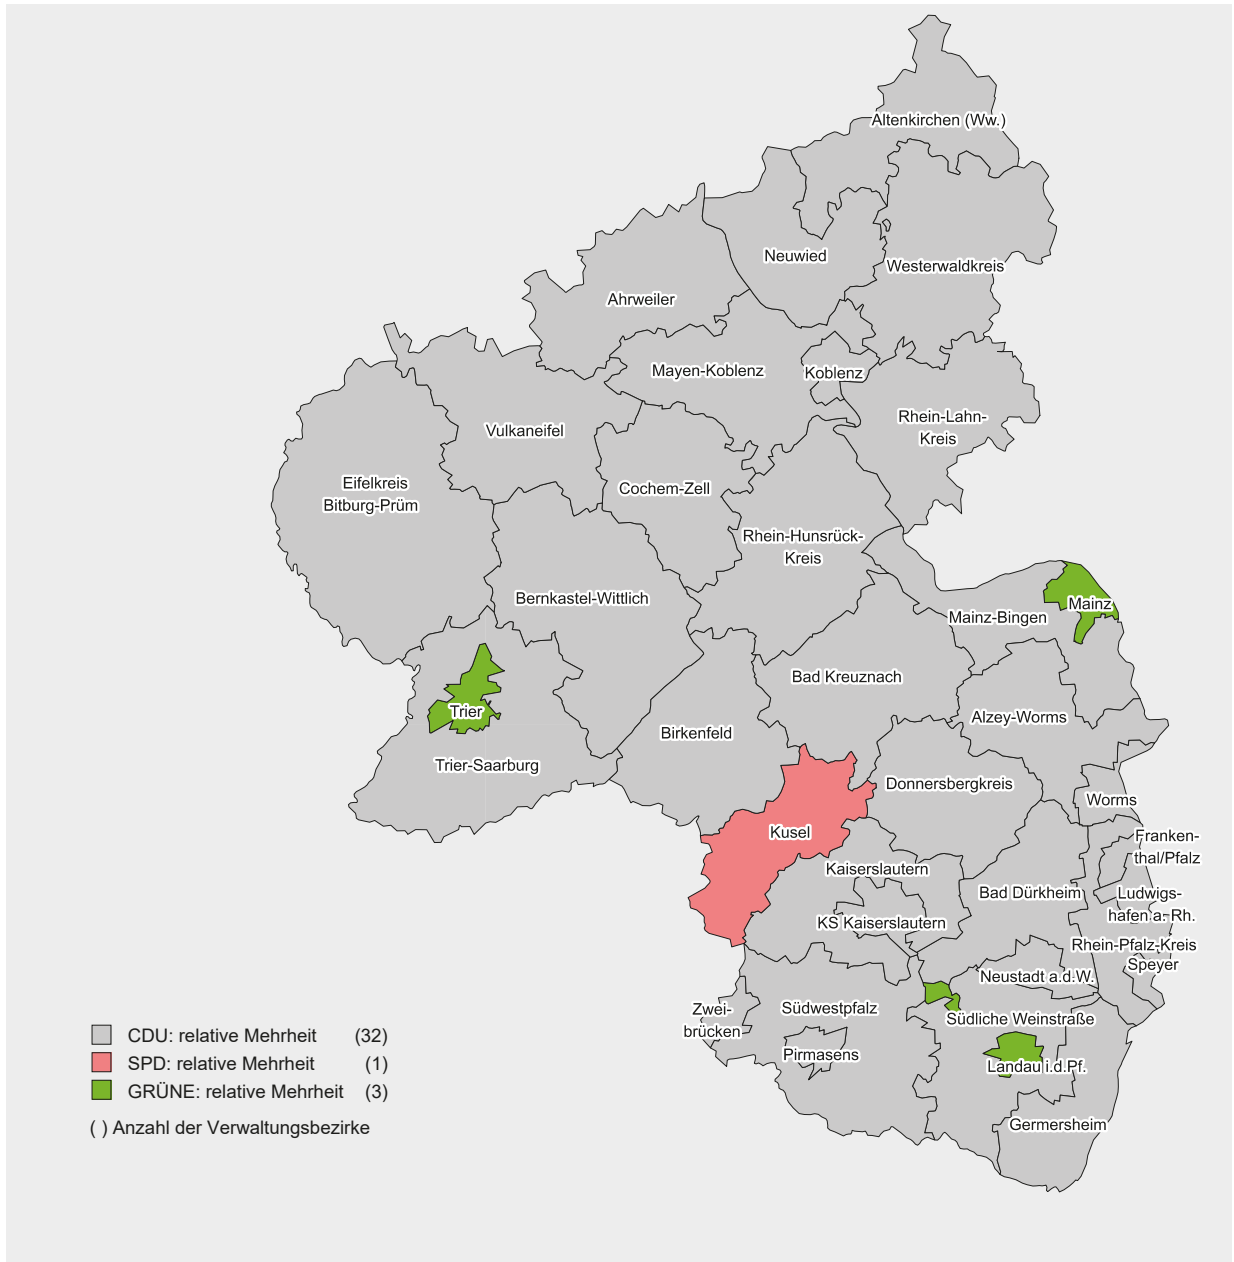 Altenkirchen (Ww.)
Neuwied
Westerwaldkreis
Ahrweiler
Mayen-Koblenz
Koblenz
Rhein-Lahn-
Kreis
Vulkaneifel
Cochem-Zell
Eifelkreis
Bitburg-Prüm
Rhein-Hunsrück-
Kreis
Bernkastel-Wittlich
Mainz
Mainz-Bingen
Bad Kreuznach
Trier
Alzey-Worms
Birkenfeld
Trier-Saarburg
Donnersbergkreis
Worms
Kusel
Franken-
thal/Pfalz
Kaiserslautern
Bad Dürkheim
Ludwigs-
hafen a. Rh.
KS Kaiserslautern
Rhein-Pfalz-Kreis
Speyer
Neustadt a.d.W.
Zwei-
brücken
Südwestpfalz
Südliche Weinstraße
Pirmasens
Landau i.d.Pf.
Germersheim
CDU: relative Mehrheit (32)
SPD: relative Mehrheit (1)
GRÜNE: relative Mehrheit (3)
( ) Anzahl der Verwaltungsbezirke